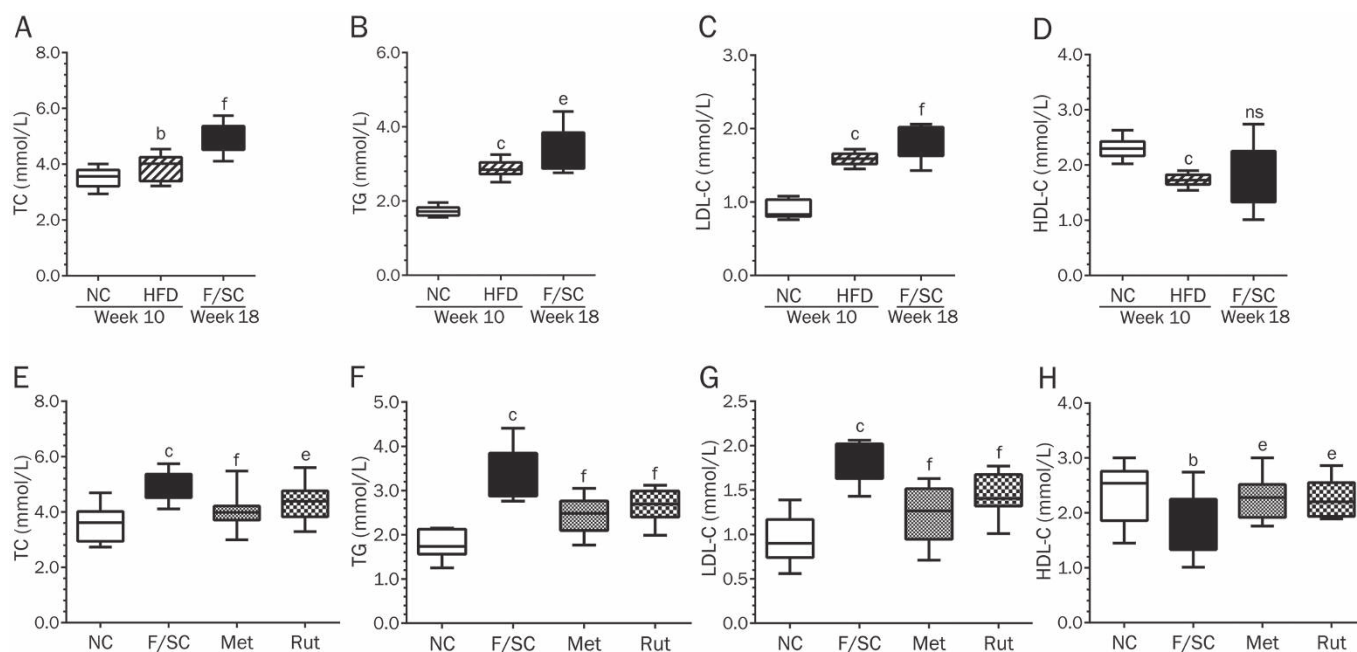 A
TC (mmol/L)
8.0
6.0
4.0
2.0
0.0
b
f
NC HFD F/SC
Week 10 Week 18
B
TG (mmol/L)
6.0
4.0
2.0
0.0
c
e
NC HFD F/SC
Week 10 Week 18
C
LDL-C (mmol/L)
3.0
2.0
1.0
0.0
c
f
NC HFD F/SC
Week 10 Week 18
D
HDL-C (mmol/L)
4.0
3.0
2.0
1.0
0.0
c
ns
NC HFD F/SC
Week 10 Week 18
E
TC (mmol/L)
8.0
6.0
4.0
2.0
0.0
c
f
e
NC F/SC Met Rut
F
TG (mmol/L)
5.0
4.0
3.0
2.0
1.0
0.0
c
f
f
NC F/SC Met Rut
G
LDL-C (mmol/L)
2.5
2.0
1.5
1.0
0.5
0.0
c
f
f
NC F/SC Met Rut
H
HDL-C (mmol/L)
4.0
3.0
2.0
1.0
0.0
b
e
e
NC F/SC Met Rut